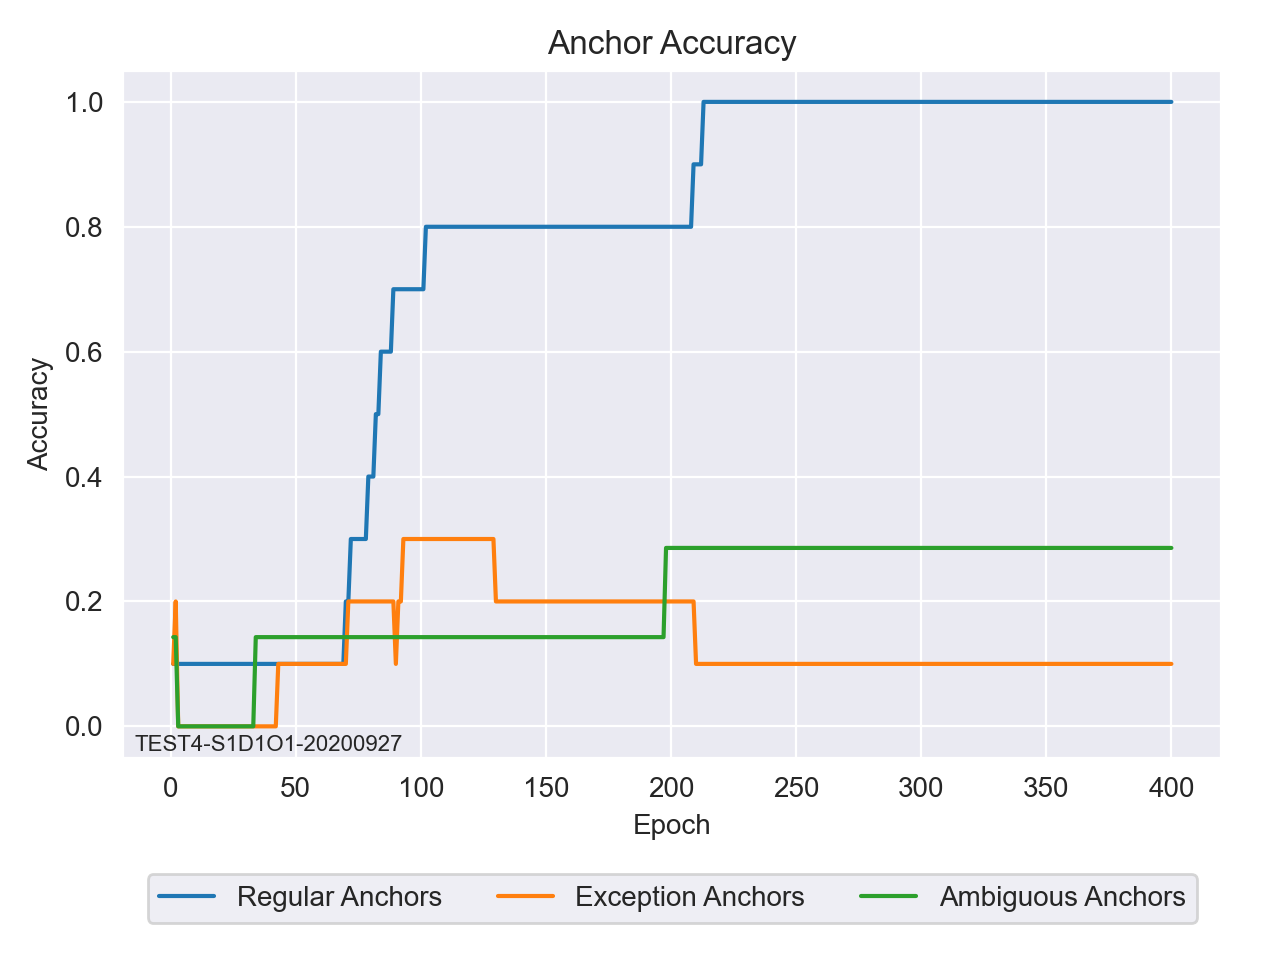 Anchor Accuracy
1.0
0.8
0.6
0.4
0.2
0.0
Accuracy
TEST4-S1D1O1-20200927
0 50 100 150 200 250 300 350 400
Epoch
Regular Anchors Exception Anchors Ambiguous Anchors